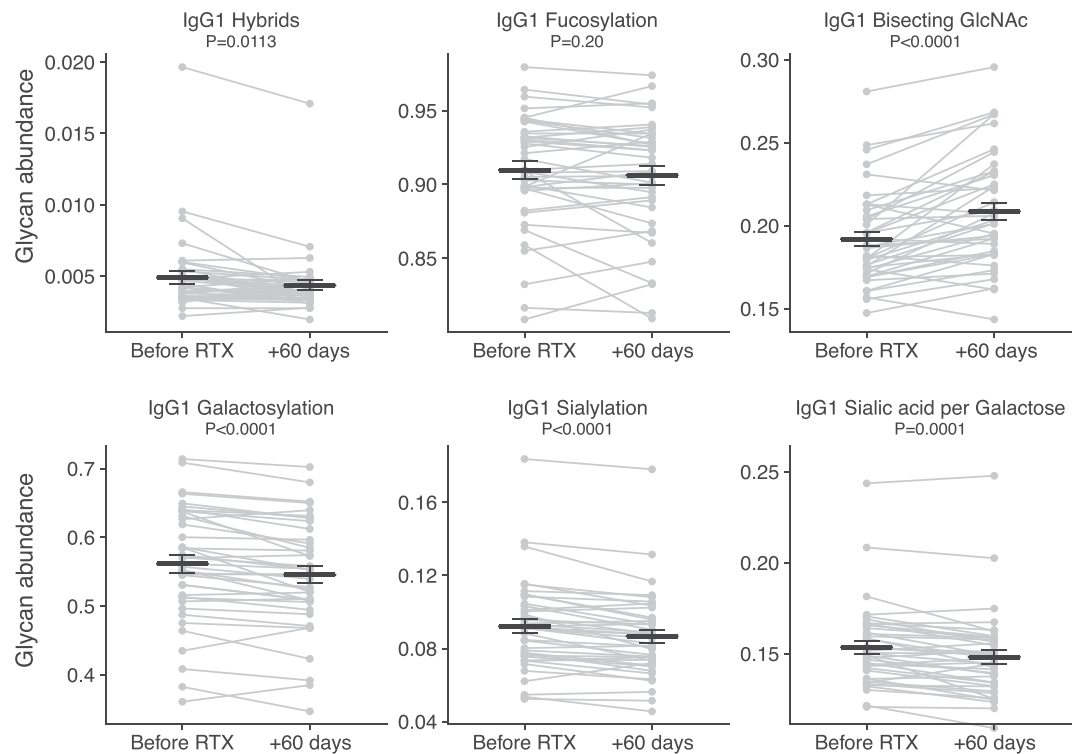 IgG1 Hybrids
P=0.0113
IgG1 Fucosylation
P=0.20
IgG1 Bisecting GlcNAc
P<0.0001
Glycan abundance
0.020
0.015
0.010
0.005
0.95
0.90
0.85
0.30
0.25
0.20
0.15
Before RTX +60 days
Before RTX +60 days
Before RTX +60 days
IgG1 Galactosylation
P<0.0001
IgG1 Sialylation
P<0.0001
IgG1 Sialic acid per Galactose
P=0.0001
Glycan abundance
0.7
0.6
0.5
0.4
0.16
0.12
0.08
0.04
0.25
0.20
0.15
Before RTX +60 days
Before RTX +60 days
Before RTX +60 days